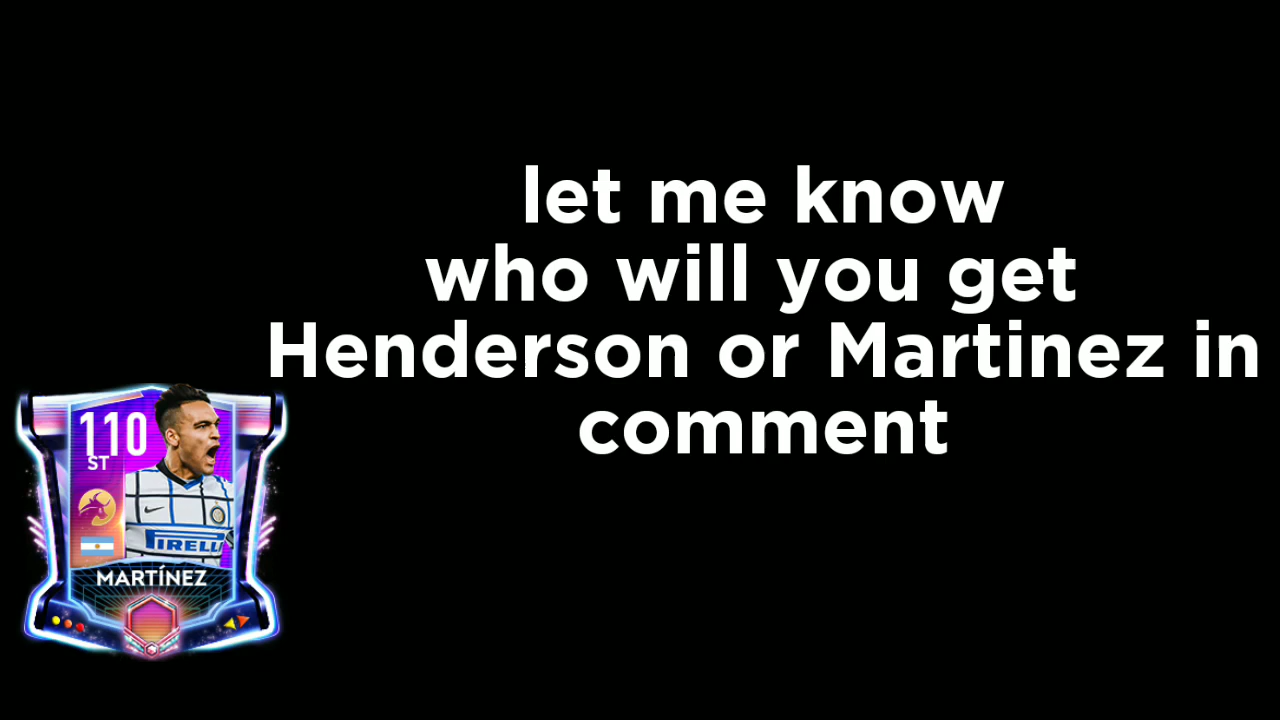 let me know
who will you get
Henderson or Martinez in
comment
110
ST
PIRELLI
MARTÍNEZ